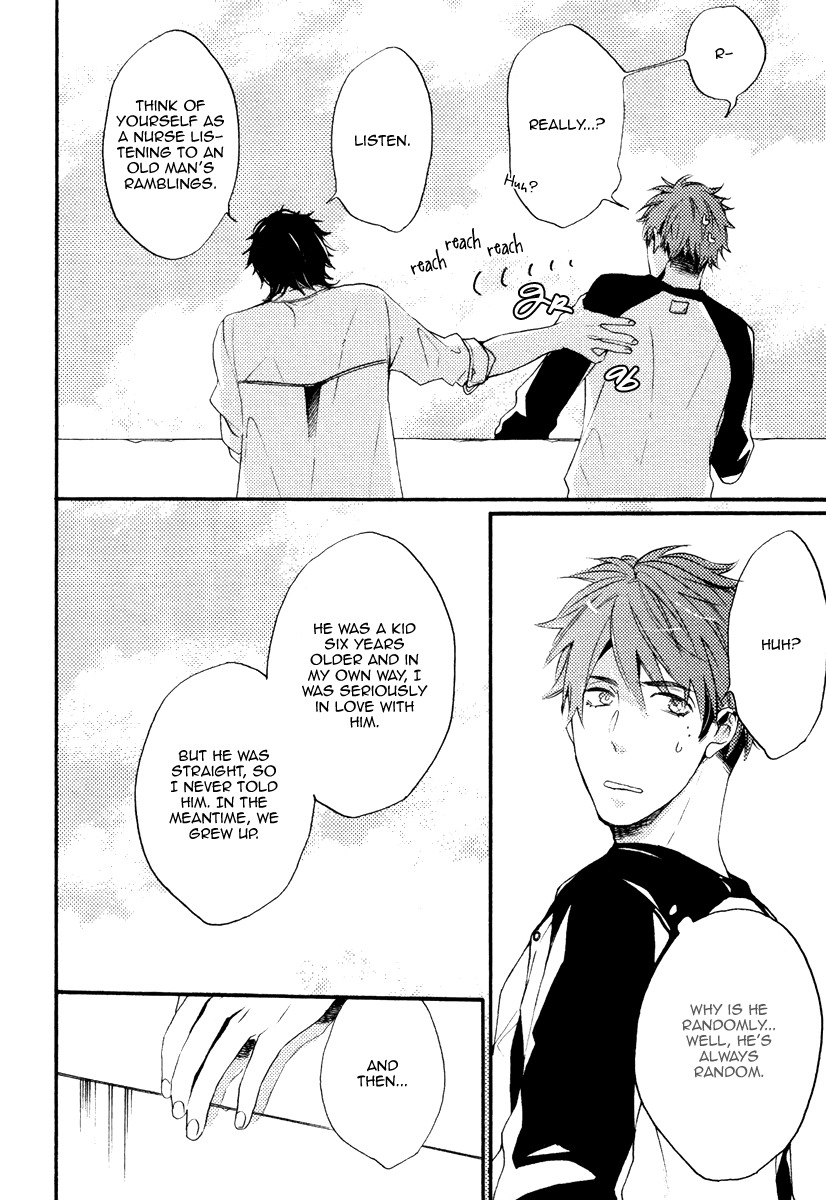 R-
REALLY...?
Huh?
reach reach reach
GR
ab
LISTEN.
THINK OF
YOURSELF AS
A NURSE LIS-
TENING TO AN
OLD MAN'S
RAMBLINGS.
HUH?
WHY IS HE
RANDOMLY...
WELL, HE'S
ALWAYS
RANDOM.
HE WAS A KID
SIX YEARS
OLDER AND IN
MY OWN WAY, I
WAS SERIOUSLY
IN LOVE WITH
HIM.
BUT HE WAS
STRAIGHT, SO
I NEVER TOLD
HIM. IN THE
MEANTIME, WE
GREW UP.
AND
THEN...